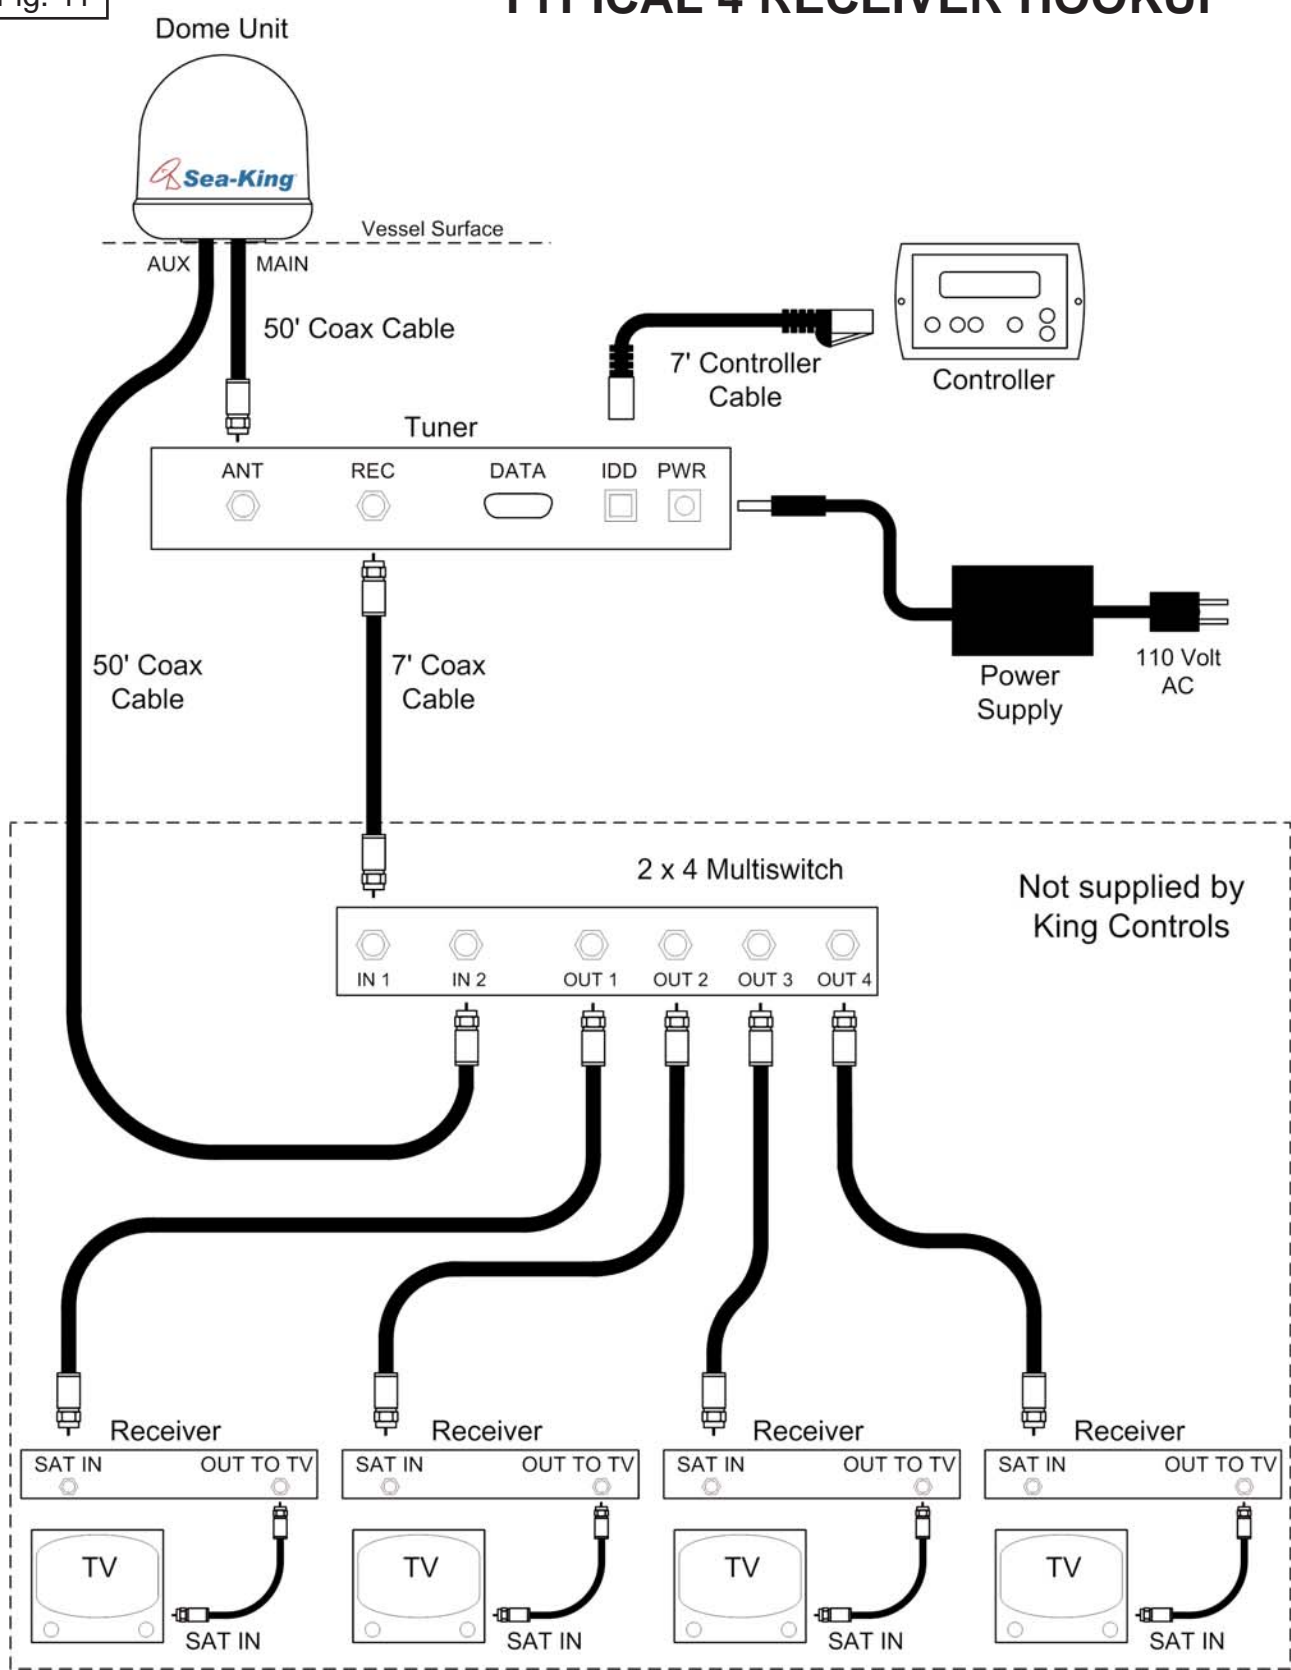 TYPICAL 4 RECEIVER HOOKUP
Dome Unit
Sea-King
Vessel Surface
AUX MAIN
50' Coax Cable
7' Controller
Cable
Controller
Tuner
ANT REC DATA IDD PWR
50' Coax
Cable
7' Coax
Cable
Power
Supply
110 Volt
AC
2 x 4 Multiswitch
Not supplied by
King Controls
IN 1 IN 2 OUT 1 OUT 2 OUT 3 OUT 4
Receiver Receiver Receiver Receiver
SAT IN OUT TO TV SAT IN OUT TO TV SAT IN OUT TO TV SAT IN OUT TO TV
TV TV TV TV
SAT IN SAT IN SAT IN SAT IN